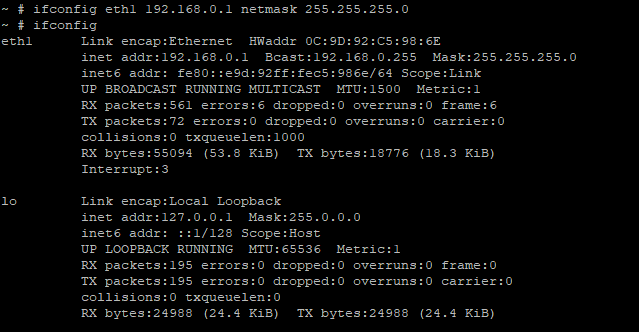 ~ # ifconfig eth1 192.168.0.1 netmask 255.255.255.0
~ # ifconfig
eth1      Link encap:Ethernet  HWaddr 0C:9D:92:C5:98:6E
          inet addr:192.168.0.1  Bcast:192.168.0.255  Mask:255.255.255.0
          inet6 addr: fe80::e9d:92ff:fec5:986e/64 Scope:Link
          UP BROADCAST RUNNING MULTICAST  MTU:1500  Metric:1
          RX packets:561 errors:6 dropped:0 overruns:0 frame:6
          TX packets:72 errors:0 dropped:0 overruns:0 carrier:0
          collisions:0 txqueuelen:1000
          RX bytes:55094 (53.8 KiB)  TX bytes:18776 (18.3 KiB)
          Interrupt:3

lo        Link encap:Local Loopback
          inet addr:127.0.0.1  Mask:255.0.0.0
          inet6 addr: ::1/128 Scope:Host
          UP LOOPBACK RUNNING  MTU:65536  Metric:1
          RX packets:195 errors:0 dropped:0 overruns:0 frame:0
          TX packets:195 errors:0 dropped:0 overruns:0 carrier:0
          collisions:0 txqueuelen:0
          RX bytes:24988 (24.4 KiB)  TX bytes:24988 (24.4 KiB)